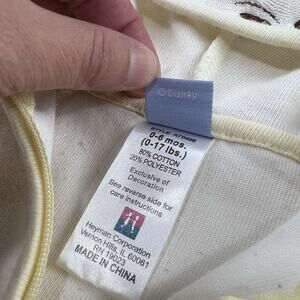 © Disney
0-6 mos.
(0-17 lbs.)
80% COTTON
20% POLYESTER
Exclusive of
Decoration
See reverse side for
care instructions
Heyman Corporation
Vernon Hills, IL 60061
RN 19023
MADE IN CHINA